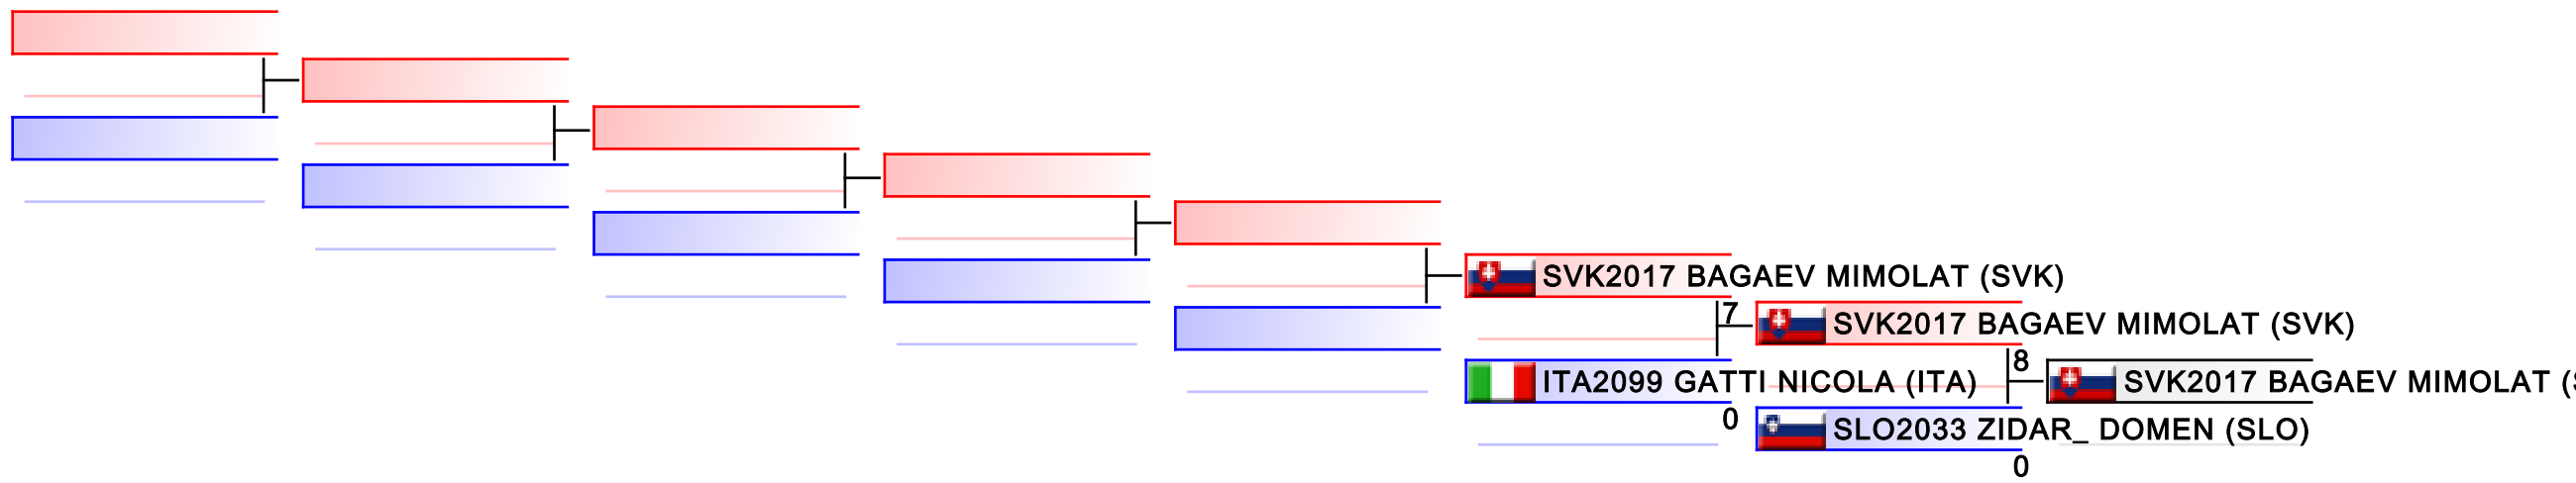 SVK2017 BAGAEV MIMOLAT (SVK)
7
SVK2017 BAGAEV MIMOLAT (SVK)
8
ITA2099 GATTI NICOLA (ITA)
SVK2017 BAGAEV MIMOLAT (
0
SLO2033 ZIDAR_ DOMEN (SLO)
0